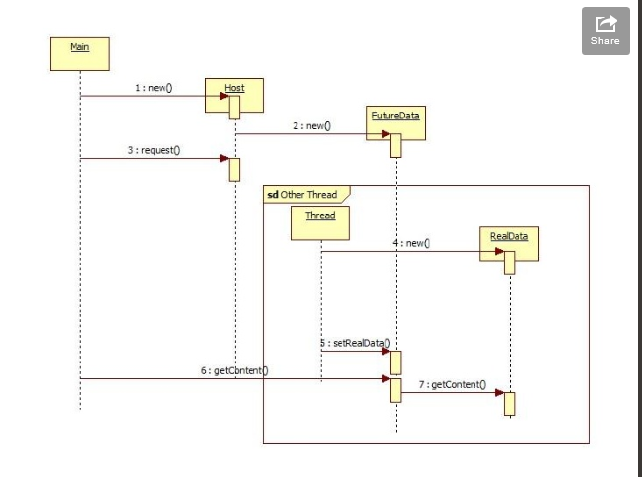 Share
Main
1 : new()
Host
2 : new()
FutureData
3 : request()
sd Other Thread
Thread
4 : new()
RealData
5 : setRealData()
6 : getContent()
7 : getContent()